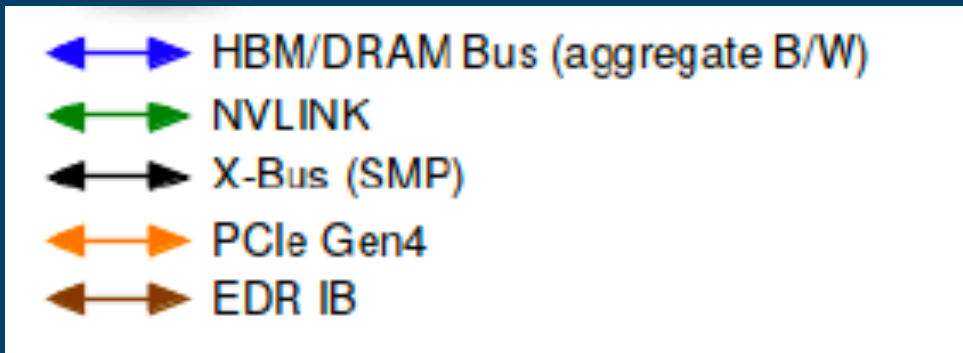 HBM/DRAM Bus (aggregate B/W)
NVLINK
X-Bus (SMP)
PCIe Gen4
EDR IB